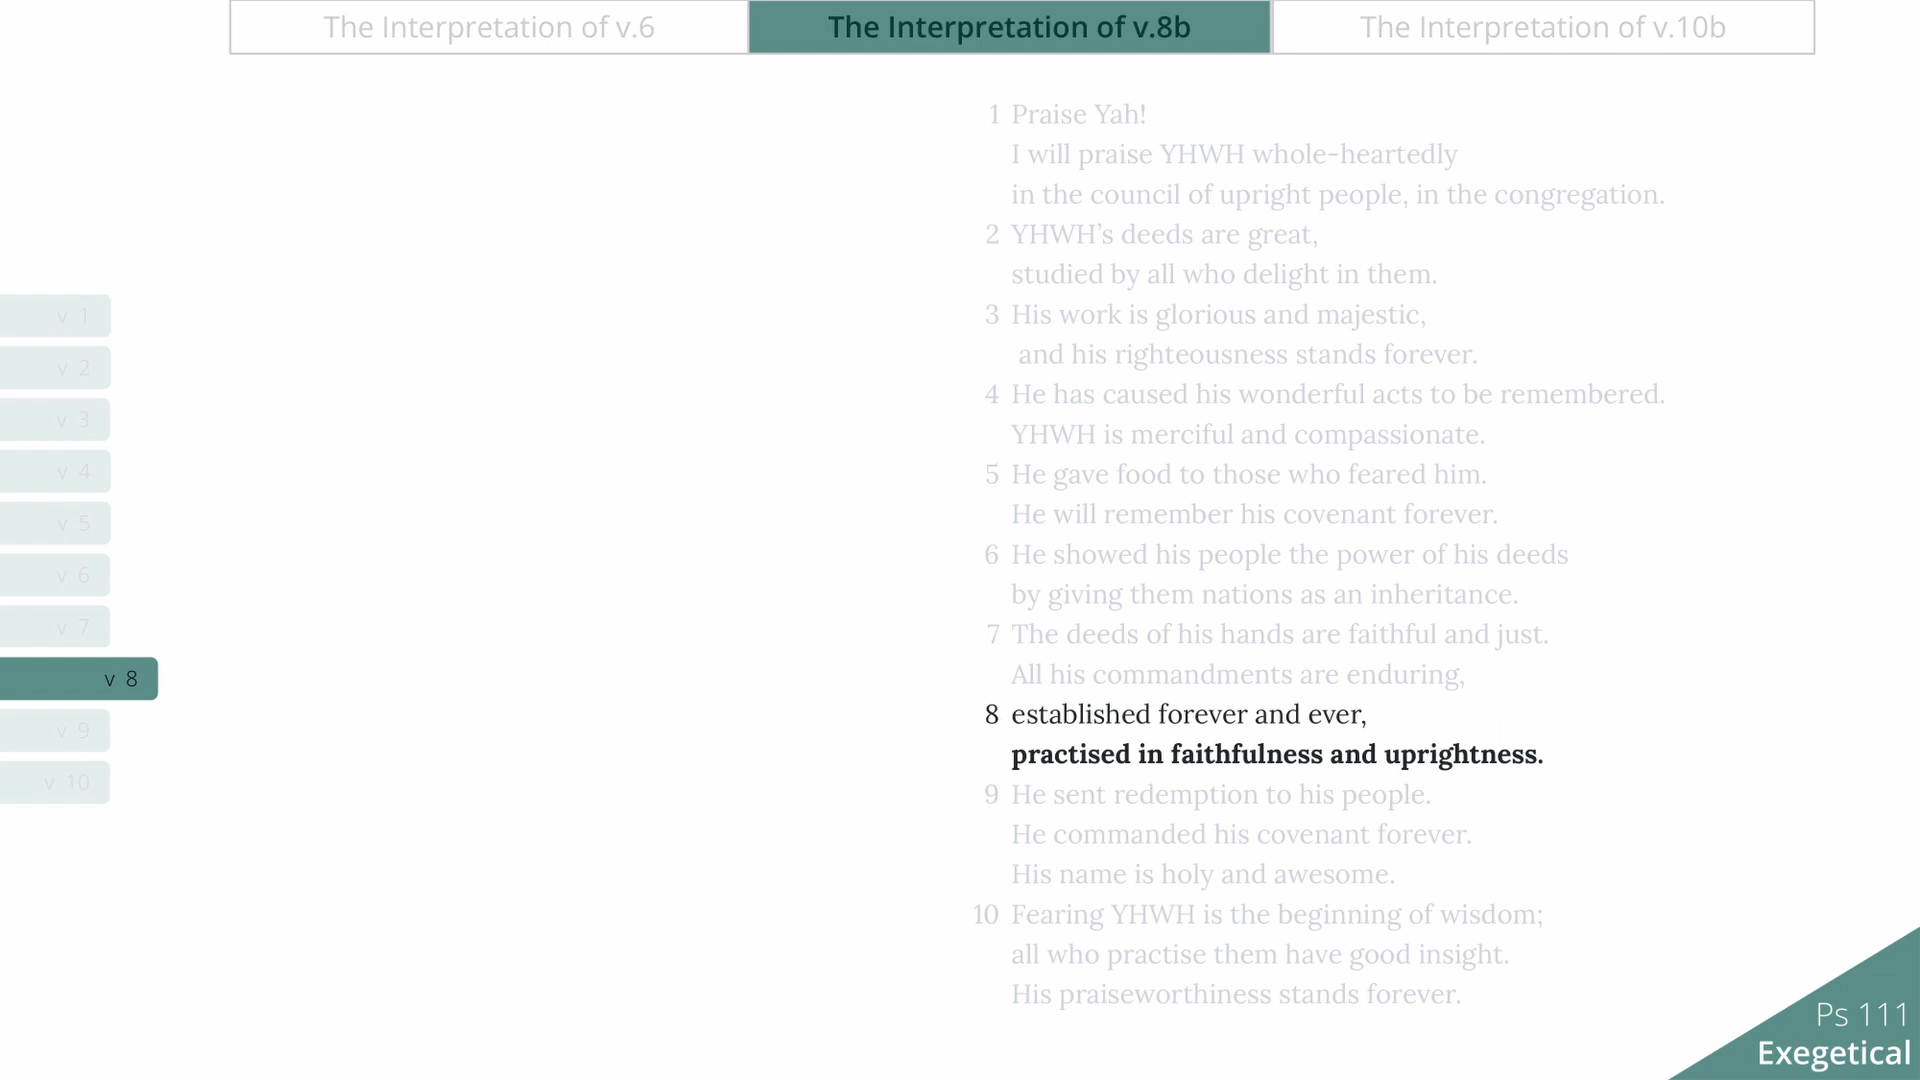 The Interpretation of v.6
The Interpretation of v.8b
The Interpretation of v.10b
1 Praise Yah!
I will praise YHWH whole-heartedly
in the council of upright people, in the congregation.
2 YHWH’s deeds are great,
studied by all who delight in them.
3 His work is glorious and majestic,
and his righteousness stands forever.
4 He has caused his wonderful acts to be remembered.
YHWH is merciful and compassionate.
5 He gave food to those who feared him.
He will remember his covenant forever.
6 He showed his people the power of his deeds
by giving them nations as an inheritance.
7 The deeds of his hands are faithful and just.
All his commandments are enduring,
8 established forever and ever,
practised in faithfulness and uprightness.
9 He sent redemption to his people.
He commanded his covenant forever.
His name is holy and awesome.
10 Fearing YHWH is the beginning of wisdom;
all who practise them have good insight.
His praiseworthiness stands forever.
v 1
v 2
v 3
v 4
v 5
v 6
v 7
v 8
v 9
v 10
Ps 111
Exegetical